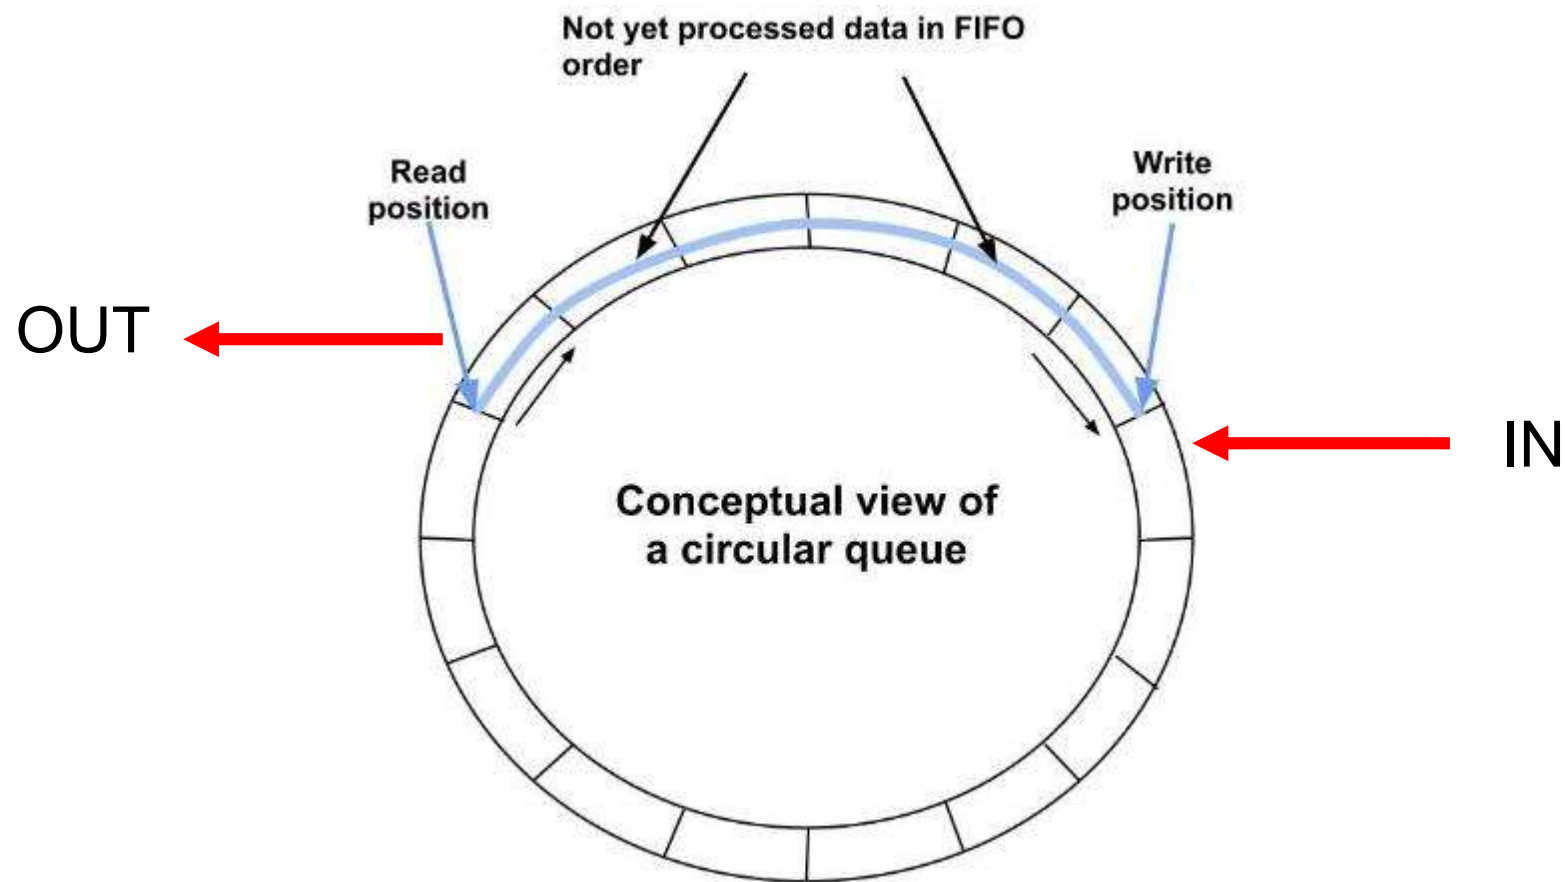 Not yet processed data in FIFO
order
Read
position
Write
position
OUT
IN
Conceptual view of
a circular queue